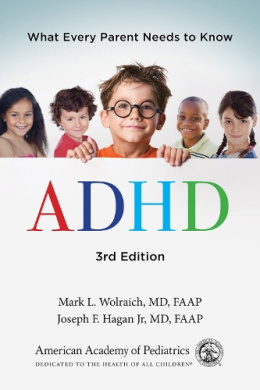 What Every Parent Needs to Know
ADHD
3rd Edition
Mark L. Wolraich, MD, FAAP
Joseph F. Hagan Jr, MD, FAAP
American Academy of Pediatrics
DEDICATED TO THE HEALTH OF ALL CHILDREN®